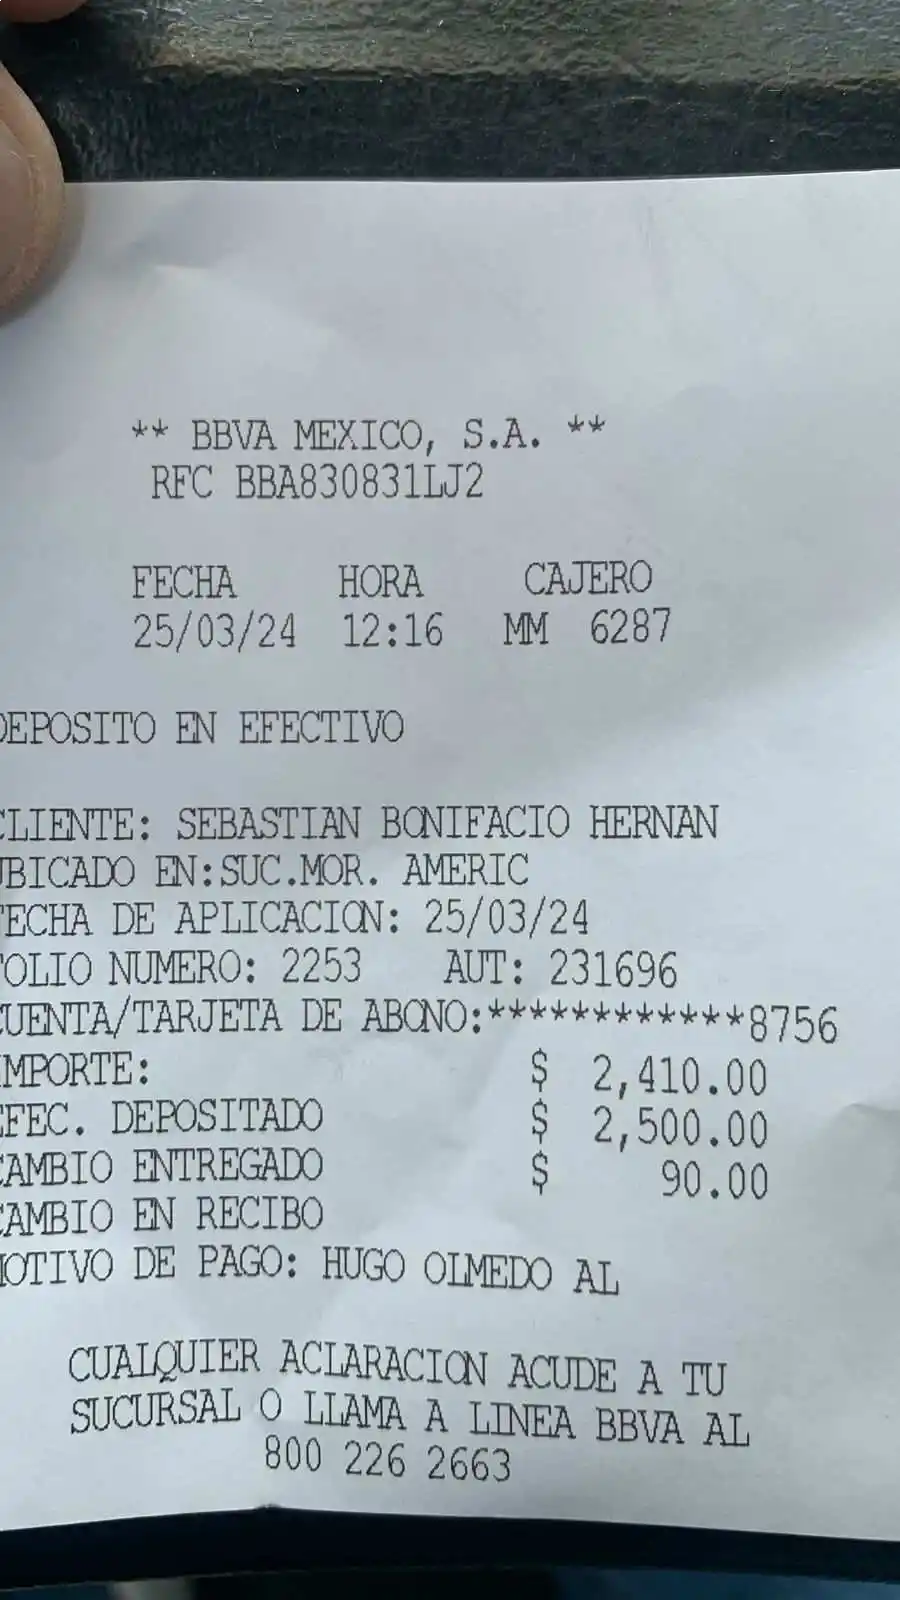 ** BBVA MEXICO, S.A. **
RFC BBA830831LJ2
FECHA HORA CAJERO
25/03/24 12:16 MM 6287
DEPOSITO EN EFECTIVO
CLIENTE: SEBASTIAN BONIFACIO HERNAN
UBICADO EN:SUC.MOR. AMERIC
FECHA DE APLICACION: 25/03/24
FOLIO NUMERO: 2253 AUT: 231696
CUENTA/TARJETA DE ABONO:************8756
IMPORTE: $ 2,410.00
EFEC. DEPOSITADO $ 2,500.00
CAMBIO ENTREGADO $ 90.00
CAMBIO EN RECIBO
MOTIVO DE PAGO: HUGO OLMEDO AL
CUALQUIER ACLARACION ACUDE A TU
SUCURSAL O LLAMA A LINEA BBVA AL
800 226 2663